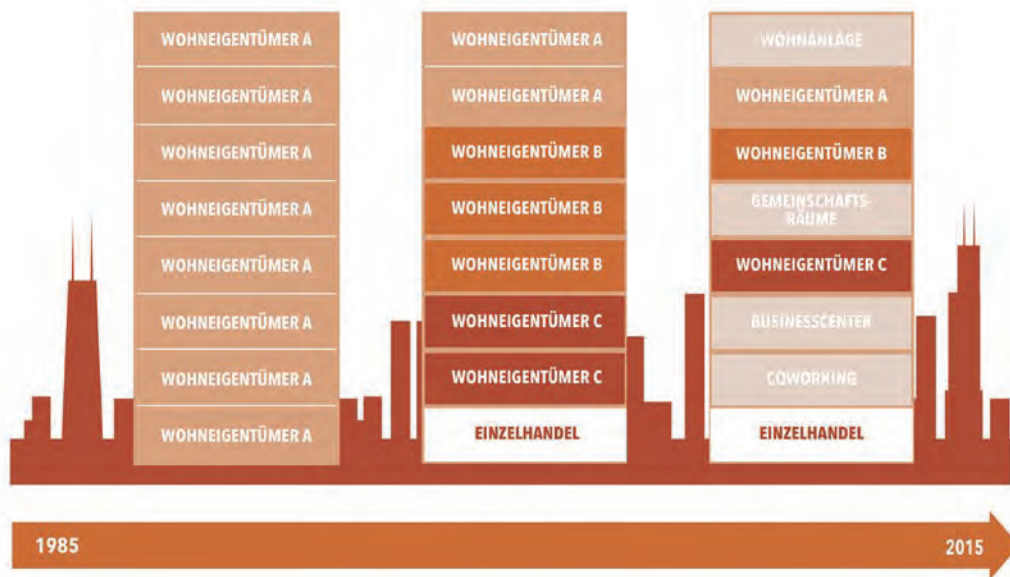 WOHNEIGENTÜMER A
WOHNEIGENTÜMER A
WOHNEIGENTÜMER A
WOHNEIGENTÜMER A
WOHNEIGENTÜMER A
WOHNEIGENTÜMER A
WOHNEIGENTÜMER A
WOHNEIGENTÜMER A
WOHNEIGENTÜMER A
WOHNEIGENTÜMER A
WOHNEIGENTÜMER B
WOHNEIGENTÜMER B
WOHNEIGENTÜMER B
WOHNEIGENTÜMER C
WOHNEIGENTÜMER C
EINZELHANDEL
WOHNANLAGE
WOHNEIGENTÜMER A
WOHNEIGENTÜMER B
GEMEINSCHAFTS-
RÄUME
WOHNEIGENTÜMER C
BUSINESSCENTER
COWORKING
EINZELHANDEL
1985
2015